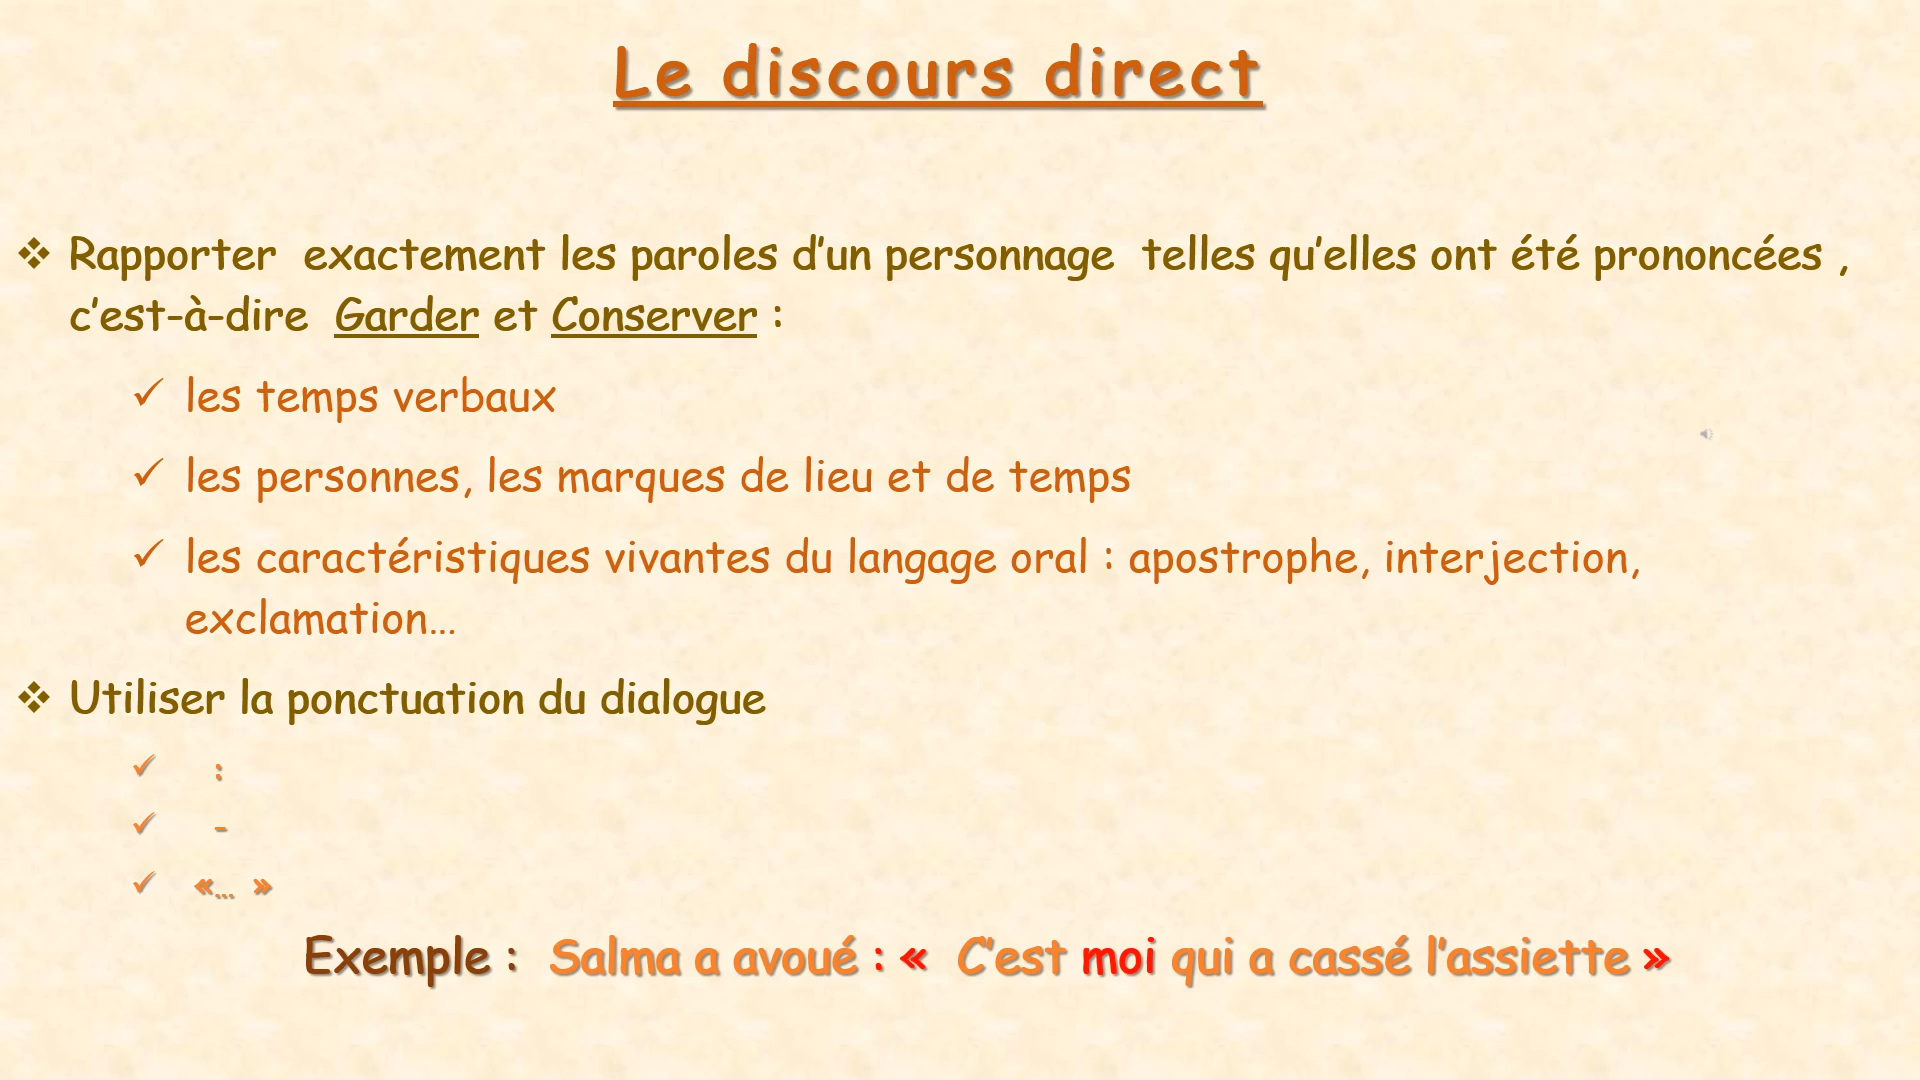 Le discours direct
❖ Rapporter exactement les paroles d’un personnage telles qu’elles ont été prononcées ,
c’est-à-dire Garder et Conserver :
✓ les temps verbaux
✓ les personnes, les marques de lieu et de temps
✓ les caractéristiques vivantes du langage oral : apostrophe, interjection,
exclamation…
❖ Utiliser la ponctuation du dialogue
✓ :
✓ -
✓ «… »
Exemple : Salma a avoué : « C’est moi qui a cassé l’assiette »